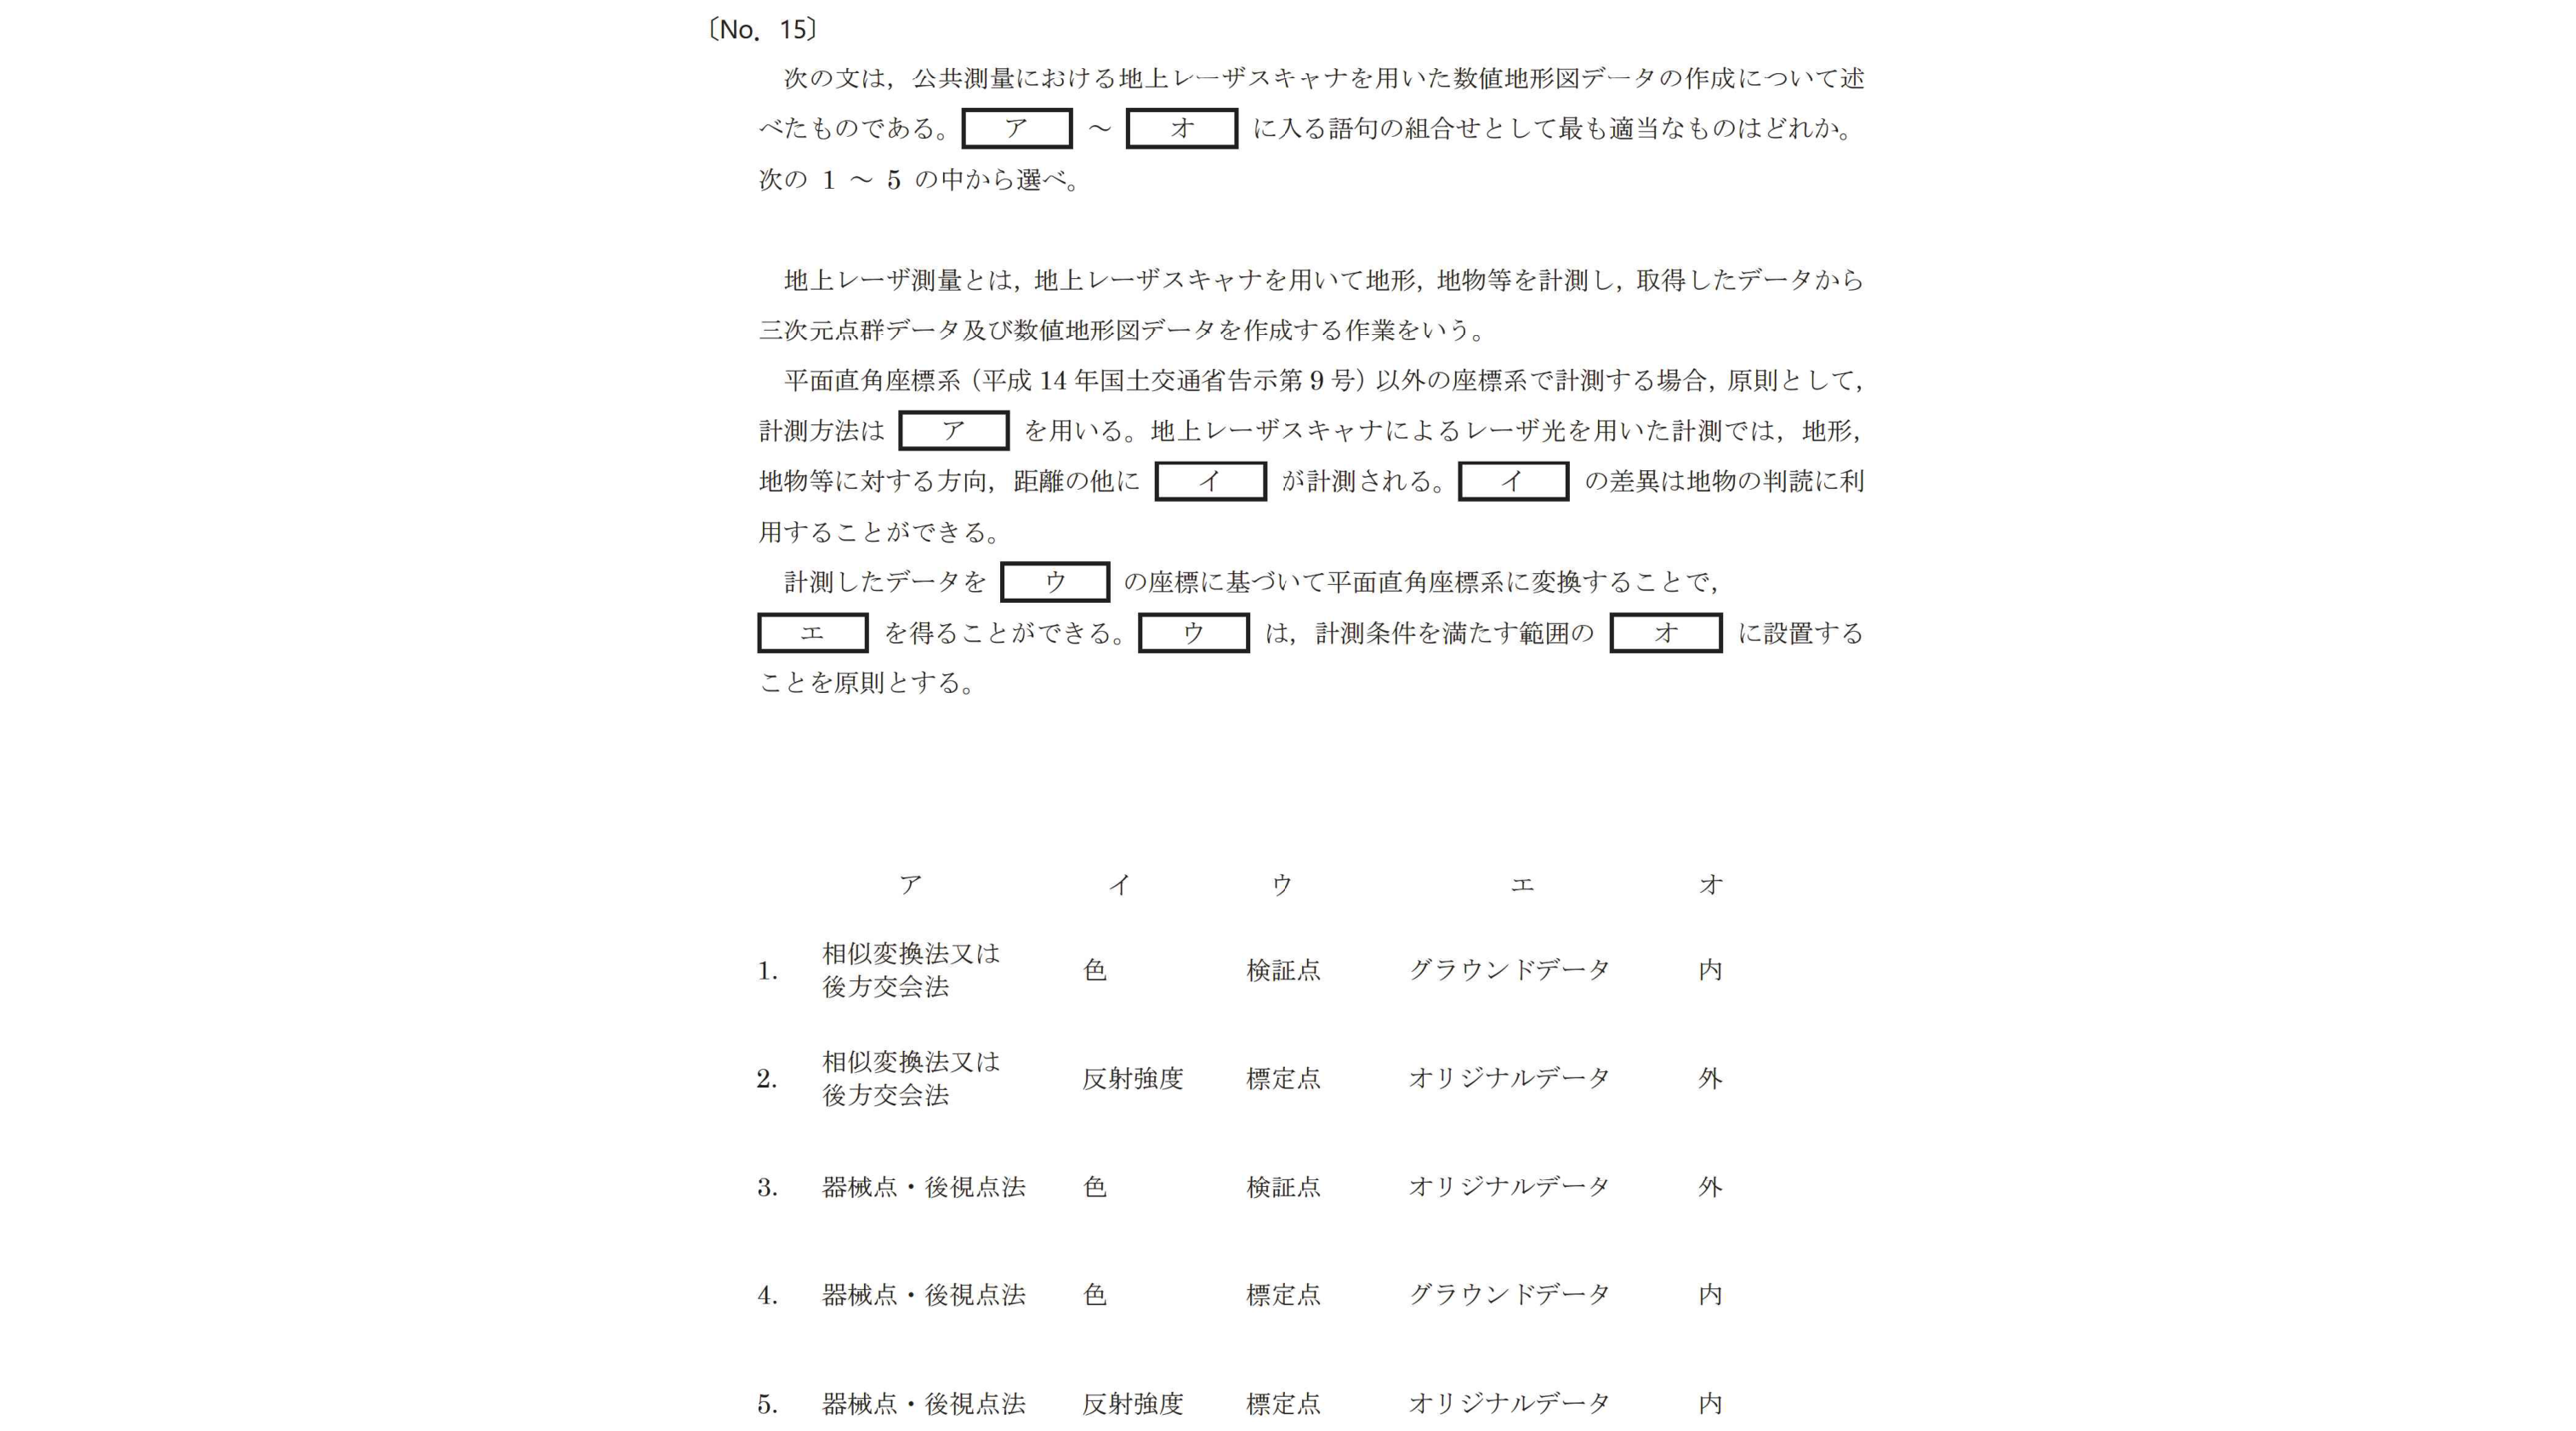 〔No. 15〕
次の文は，公共測量における地上レーザスキャナを用いた数値地形図データの作成について述
べたものである。 ア ～ オ に入る語句の組合せとして最も適当なものはどれか。
次の 1 ～ 5 の中から選べ。
地上レーザ測量とは，地上レーザスキャナを用いて地形，地物等を計測し，取得したデータから
三次元点群データ及び数値地形図データを作成する作業をいう。
平面直角座標系（平成 14 年国土交通省告示第 9 号）以外の座標系で計測する場合，原則として，
計測方法は ア を用いる。地上レーザスキャナによるレーザ光を用いた計測では，地形，
地物等に対する方向，距離の他に イ が計測される。 イ の差異は地物の判読に利
用することができる。
計測したデータを ウ の座標に基づいて平面直角座標系に変換することで，
エ を得ることができる。 ウ は，計測条件を満たす範囲の オ に設置する
ことを原則とする。
ア イ ウ エ オ
1. 相似変換法又は後方交会法 色 検証点 グラウンドデータ 内
2. 相似変換法又は後方交会法 反射強度 標定点 オリジナルデータ 外
3. 器械点・後視点法 色 検証点 オリジナルデータ 外
4. 器械点・後視点法 色 標定点 グラウンドデータ 内
5. 器械点・後視点法 反射強度 標定点 オリジナルデータ 内